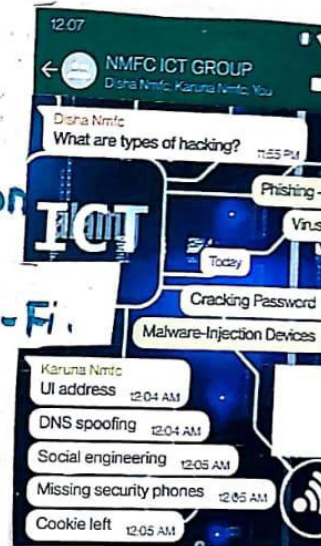 12:07
NMFC ICT GROUP
Disha Nmfc, Karuna Nmfc, You
Disha Nmfc
What are types of hacking? 11:55 PM
Phishing -
Virus
ICT
Today
Cracking Password
Malware-Injection Devices
- Fi.
Karuna Nmfc
UI address 12:04 AM
DNS spoofing 12:04 AM
Social engineering 12:05 AM
Missing security phones 12:05 AM
Cookie left 12:05 AM